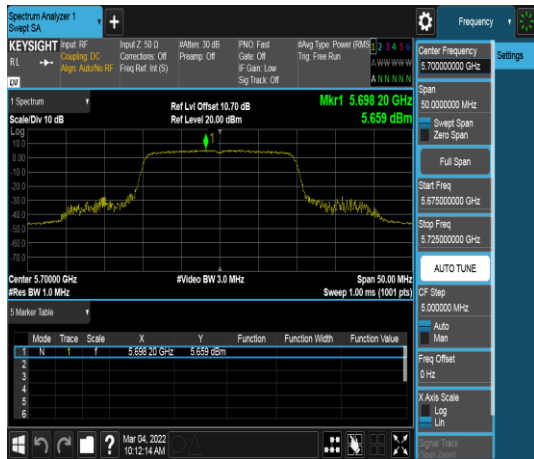 Spectrum Analyzer 1
Swept SA
+
Frequency
Settings
KEYSIGHT
RL
LXI
Input: RF
Coupling: DC
Align: Auto/No RF
Input Z: 50 Ω
Corrections: Off
Freq Ref: Int (S)
#Atten: 30 dB
Preamp: Off
PNO: Fast
Gate: Off
IF Gain: Low
Sig Track: Off
#Avg Type: Power (RMS)
Trig: Free Run
1 2 3 4 5 6
A W W W W W
A N N N N N
1 Spectrum
Scale/Div 10 dB
Ref Lvl Offset 10.70 dB
Ref Level 20.00 dBm
Mkr1 5.698 20 GHz
5.659 dBm
Log
1
10.0
0.00
-10.0
-20.0
-30.0
-40.0
-50.0
-60.0
-70.0
Center 5.70000 GHz
#Res BW 1.0 MHz
#Video BW 3.0 MHz
Span 50.00 MHz
Sweep 1.00 ms (1001 pts)
5 Marker Table
Mode Trace Scale X Y Function Function Width Function Value
1 N 1 f 5.698 20 GHz 5.659 dBm
2
3
4
5
6
Mar 04, 2022
10:12:14 AM
?
Center Frequency
5.700000000 GHz
Span
50.0000000 MHz
Swept Span
Zero Span
Full Span
Start Freq
5.675000000 GHz
Stop Freq
5.725000000 GHz
AUTO TUNE
CF Step
5.000000 MHz
Auto
Man
Freq Offset
0 Hz
X Axis Scale
Log
Lin
Signal Track
(Span Zoom)